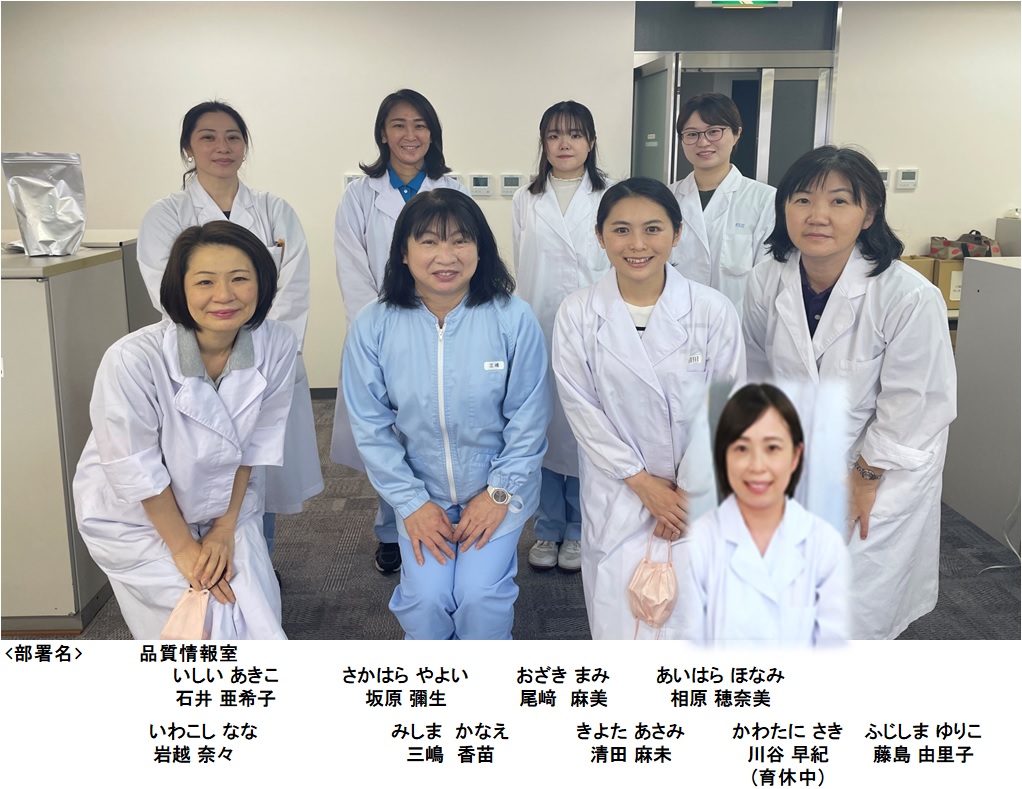 <部署名> 品質情報室
いしい あきこ さかはら やよい おざき まみ あいはら ほなみ
石井 亜希子 坂原 彌生 尾﨑 麻美 相原 穂奈美
いわこし なな みしま かなえ きよた あさみ かわたに さき ふじしま ゆりこ
岩越 奈々 三嶋 香苗 清田 麻未 川谷 早紀 藤島 由里子
(育休中)